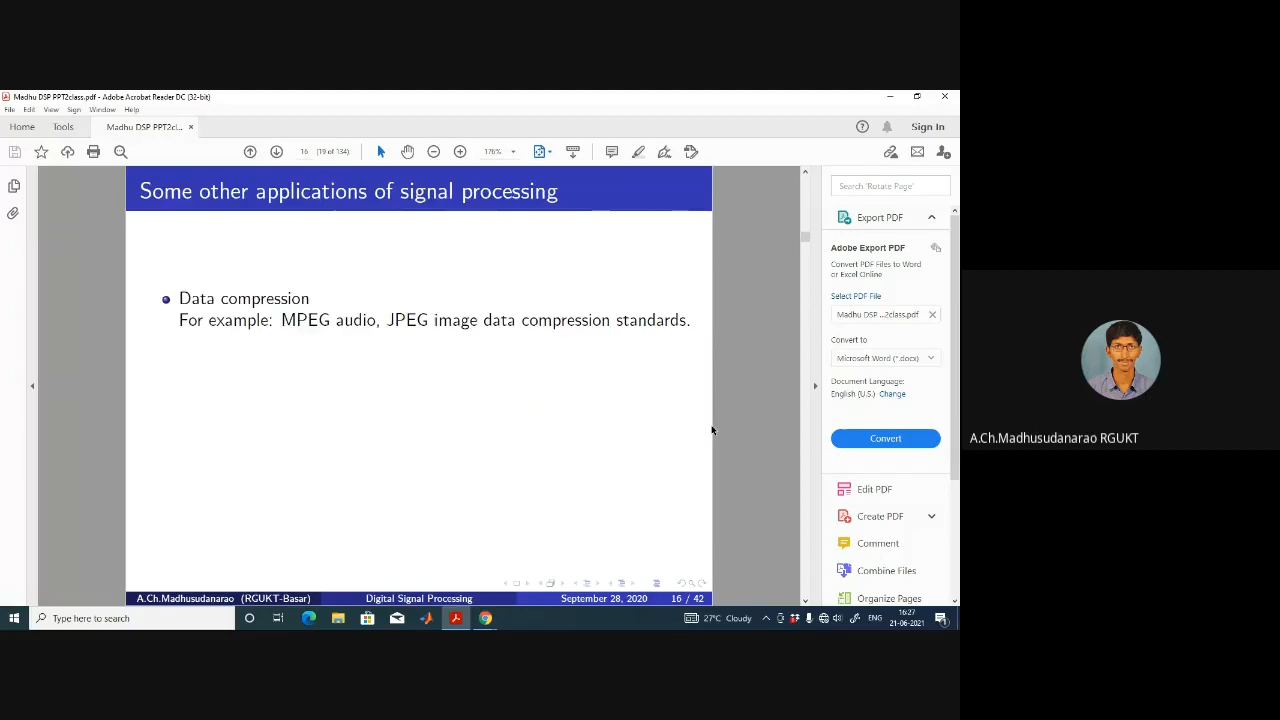 Madhu DSP PPT2class.pdf - Adobe Acrobat Reader DC (32-bit)
File Edit View Sign Window Help
Home Tools Madhu DSP PPT2cl... × Sign In
16 (19 of 134) 176%
Some other applications of signal processing
Data compression
For example: MPEG audio, JPEG image data compression standards.
A.Ch.Madhusudanarao (RGUKT-Basar) Digital Signal Processing September 28, 2020 16 / 42
Search 'Rotate Page'
Export PDF
Adobe Export PDF
Convert PDF Files to Word
or Excel Online
Select PDF File
Madhu DSP ...2class.pdf
Convert to
Microsoft Word (*.docx)
Document Language:
English (U.S.) Change
Convert
Edit PDF
Create PDF
Comment
Combine Files
Organize Pages
Type here to search
27°C Cloudy ENG 16:27
21-06-2021
A.Ch.Madhusudanarao RGUKT